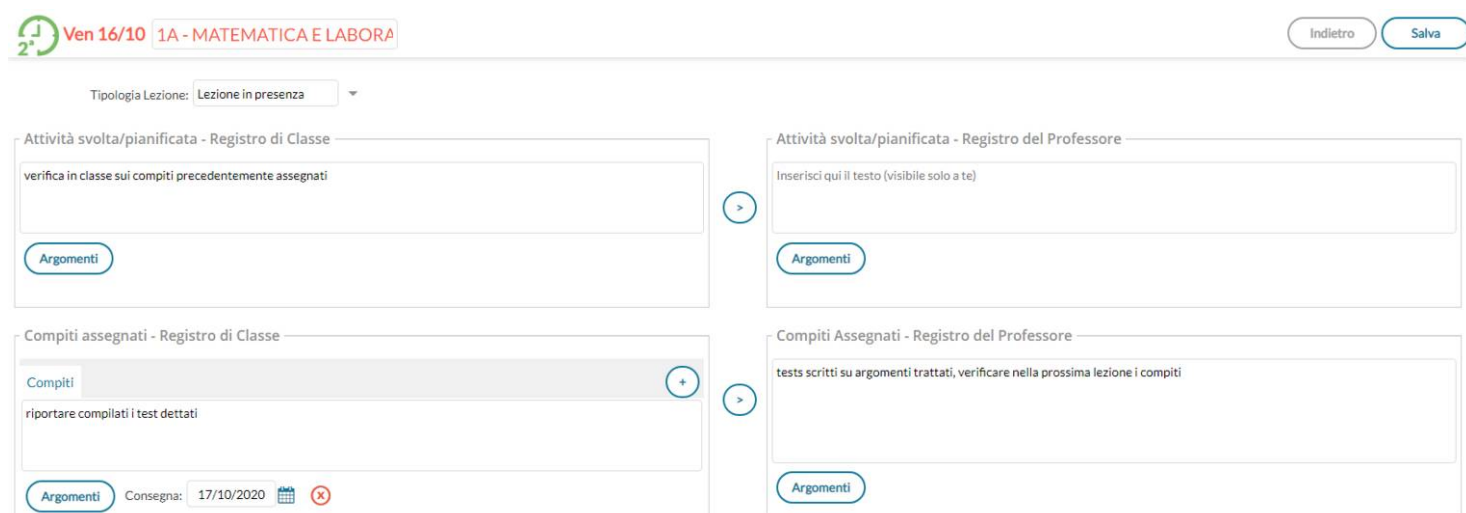 2ª Ven 16/10 1A - MATEMATICA E LABORA Indietro Salva
Tipologia Lezione: Lezione in presenza
Attività svolta/pianificata - Registro di Classe
verifica in classe sui compiti precedentemente assegnati
Argomenti
>
Attività svolta/pianificata - Registro del Professore
Inserisci qui il testo (visibile solo a te)
Argomenti
Compiti assegnati - Registro di Classe
Compiti +
riportare compilati i test dettati
Argomenti Consegna: 17/10/2020 x
>
Compiti Assegnati - Registro del Professore
tests scritti su argomenti trattati, verificare nella prossima lezione i compiti
Argomenti